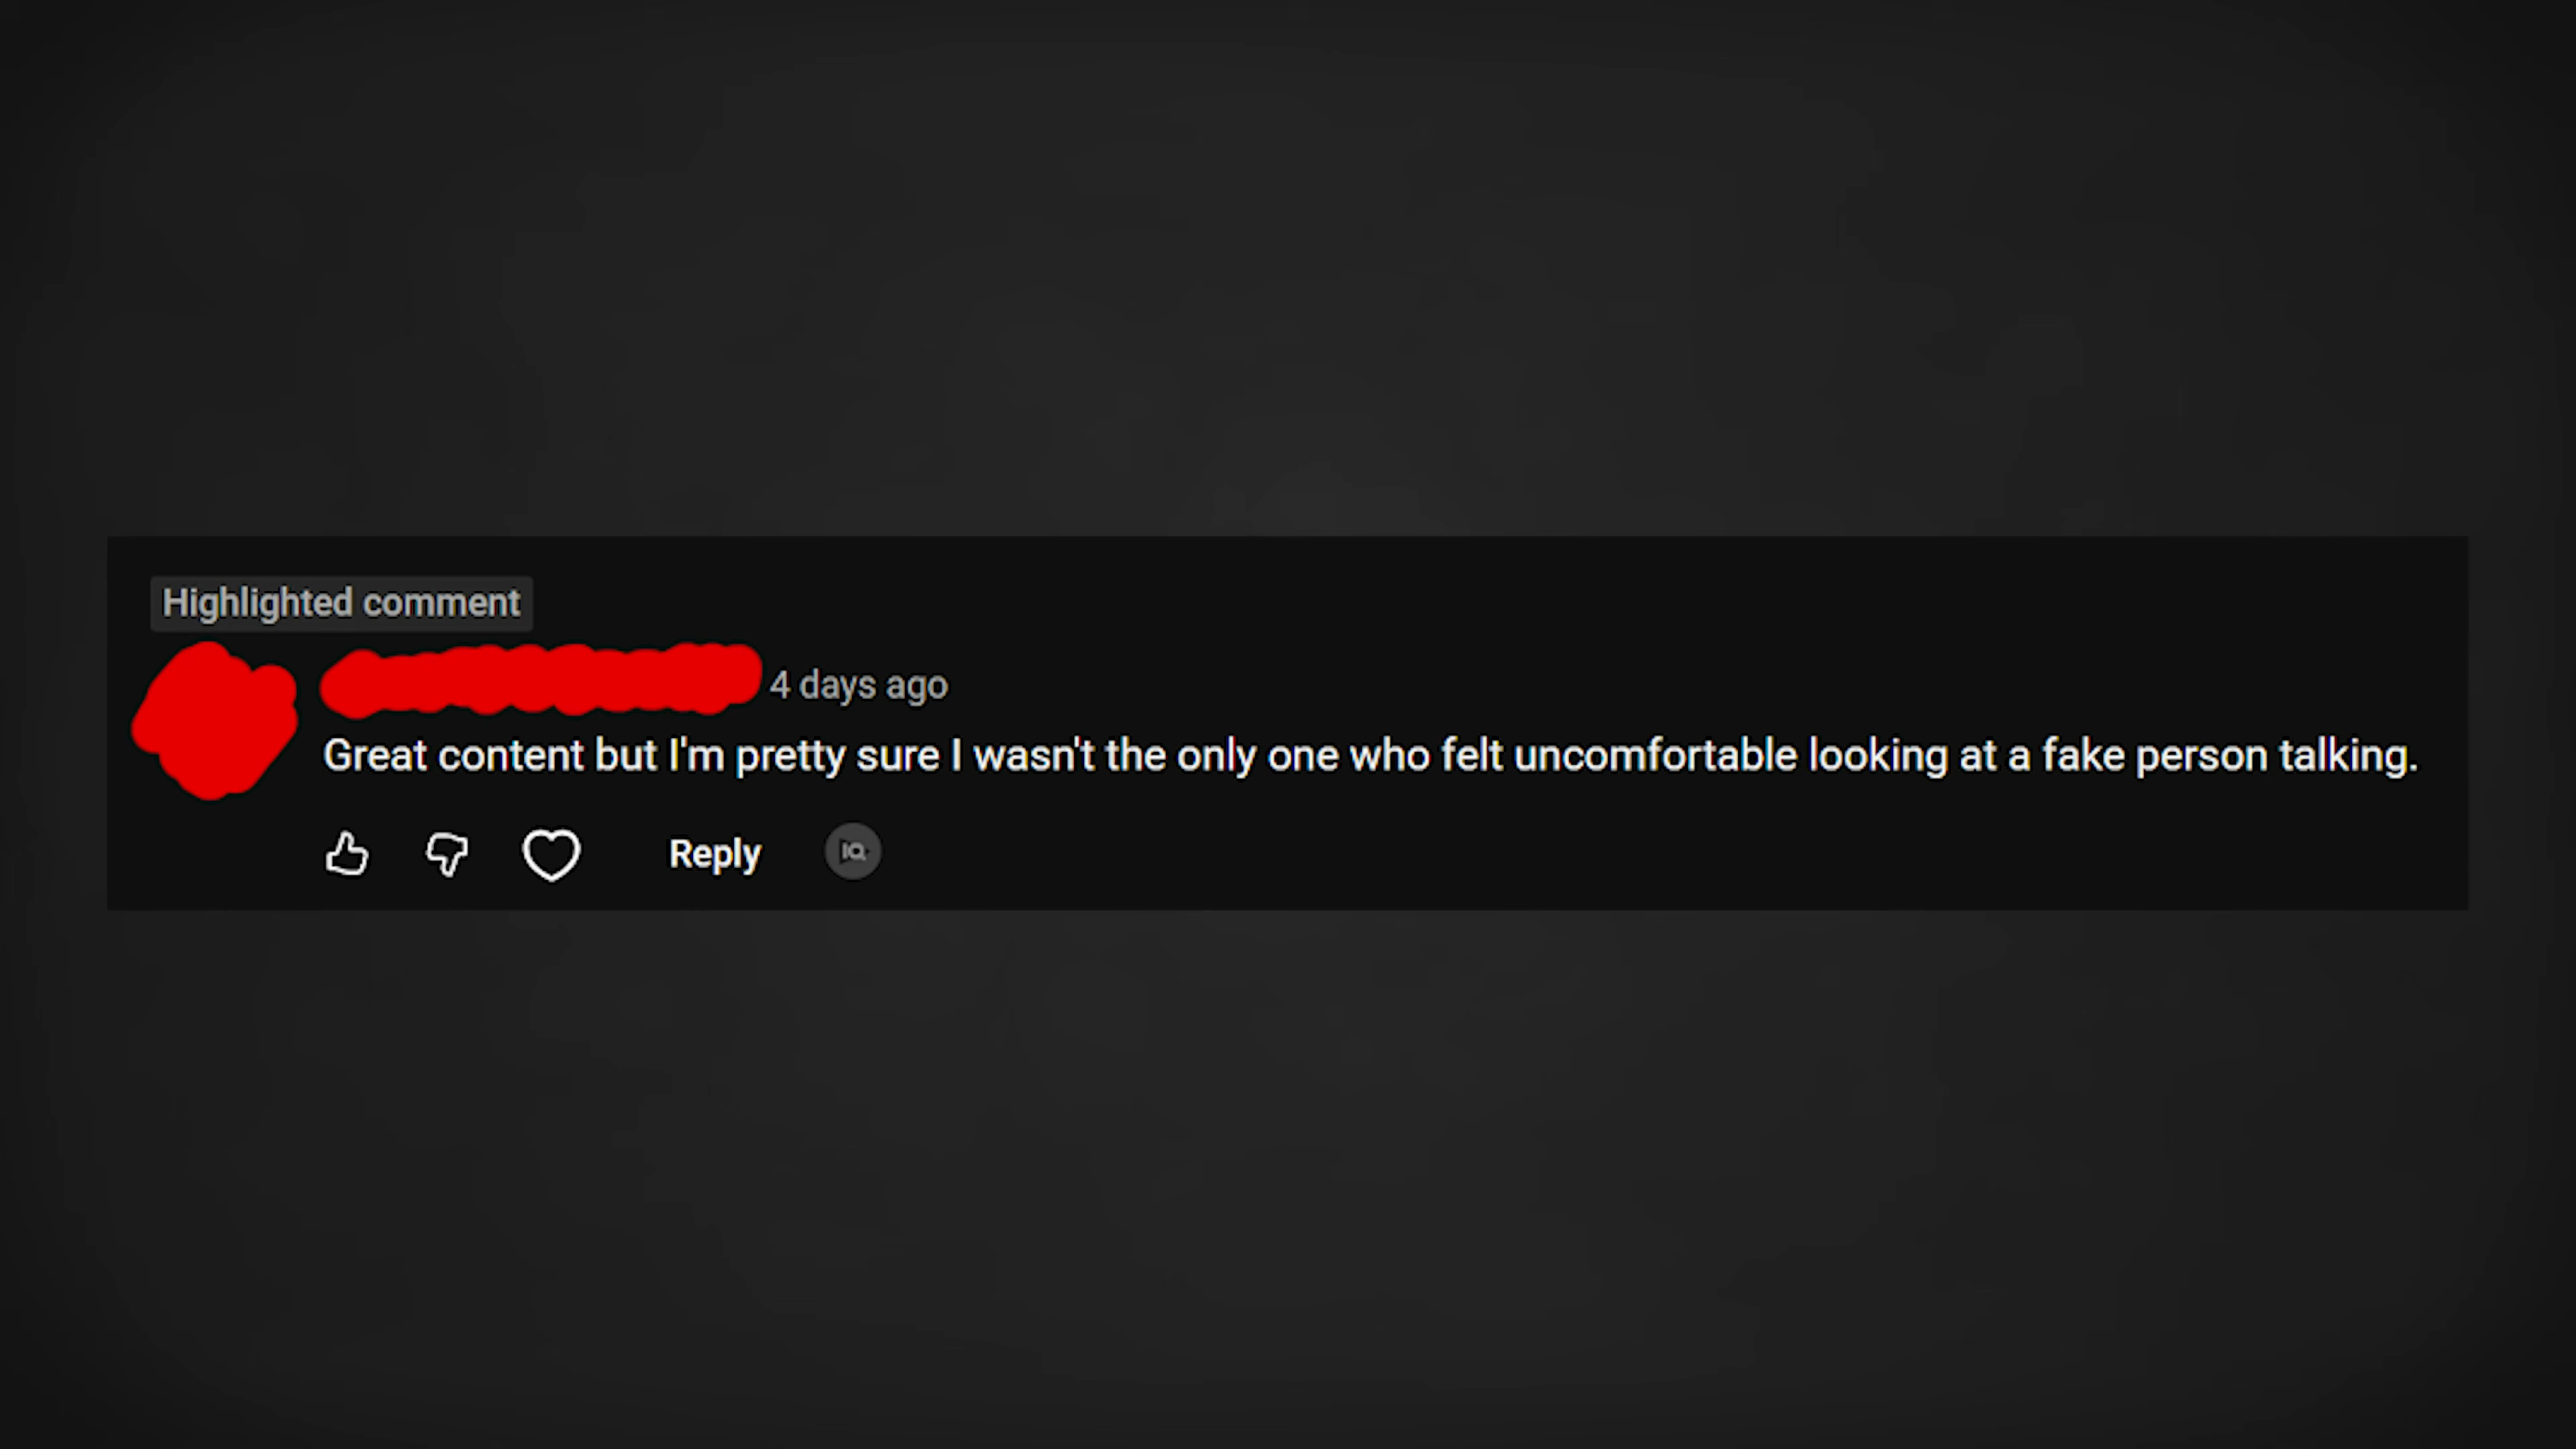 Highlighted comment
4 days ago
Great content but I'm pretty sure I wasn't the only one who felt uncomfortable looking at a fake person talking.
Reply
IQ